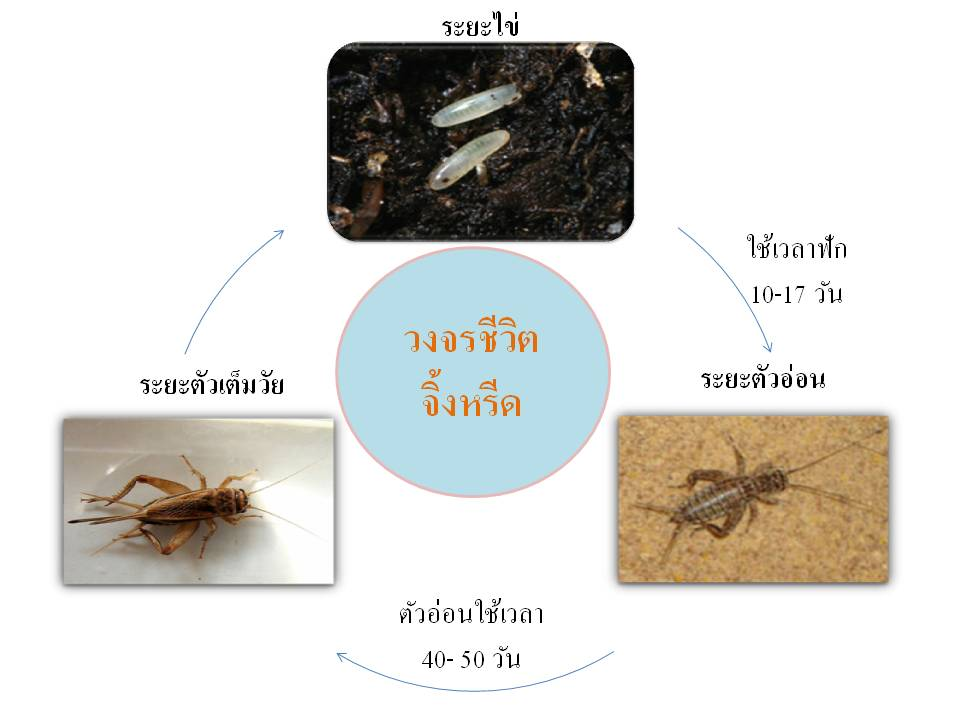 ระยะไข่
ใช้เวลาฟัก
10-17 วัน
วงจรชีวิต
จิ้งหรีด
ระยะตัวอ่อน
ระยะตัวเต็มวัย
ตัวอ่อนใช้เวลา
40- 50 วัน